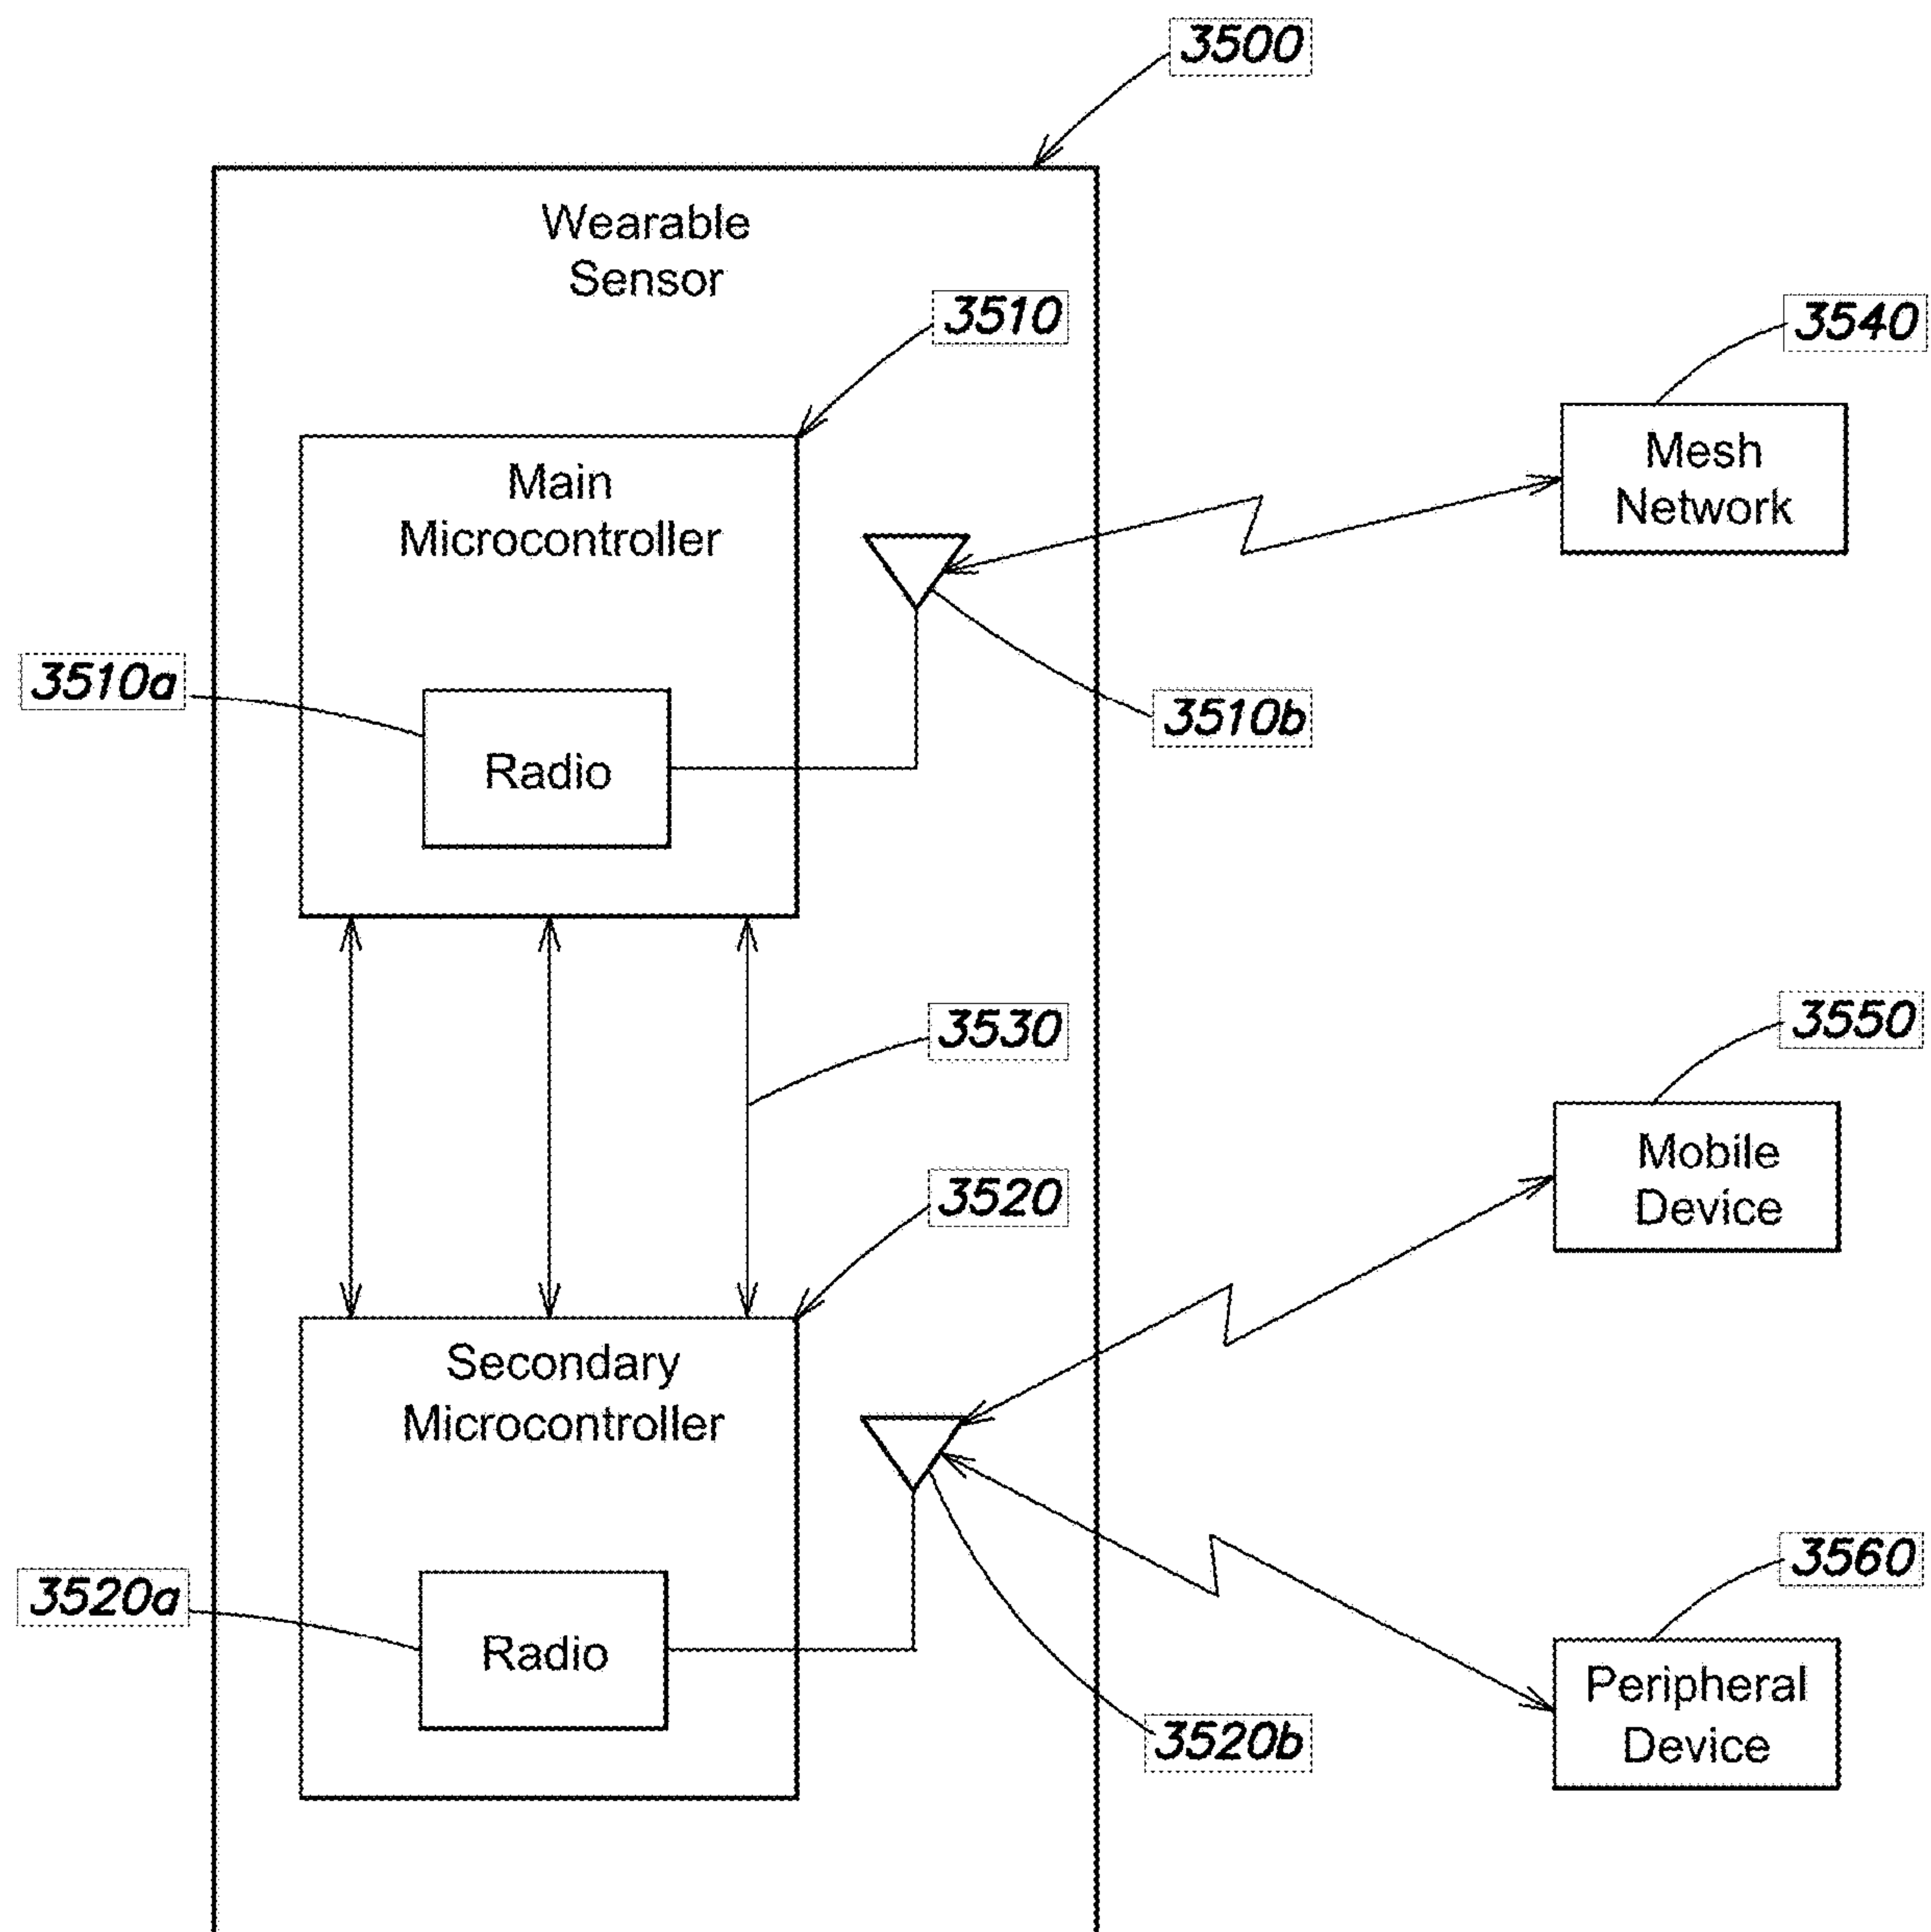 3500
Wearable
Sensor
3510
3540
Main
Microcontroller
Mesh
Network
3510a
3510b
Radio
3530
3550
Mobile
Device
3520
Secondary
Microcontroller
3520a
3560
Radio
Peripheral
Device
3520b